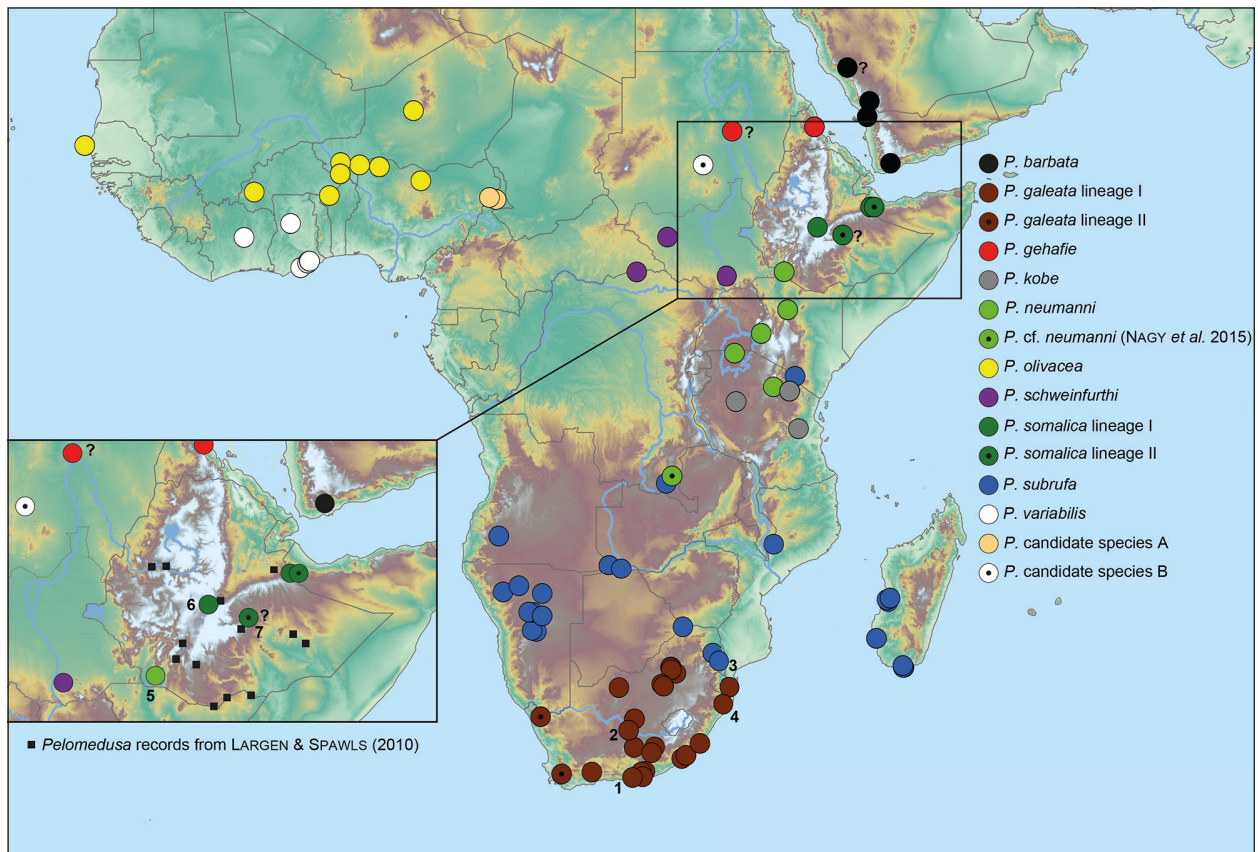 ?
?
?
P. barbata
P. galeata lineage I
P. galeata lineage II
P. gehafie
P. kobe
P. neumanni
P. cf. neumanni (NAGY et al. 2015)
P. olivacea
P. schweinfurthi
P. somalica lineage I
P. somalica lineage II
P. subrufa
P. variabilis
P. candidate species A
P. candidate species B
?
6
?
7
5
3
4
2
1
■ Pelomedusa records from LARGEN & SPAWLS (2010)